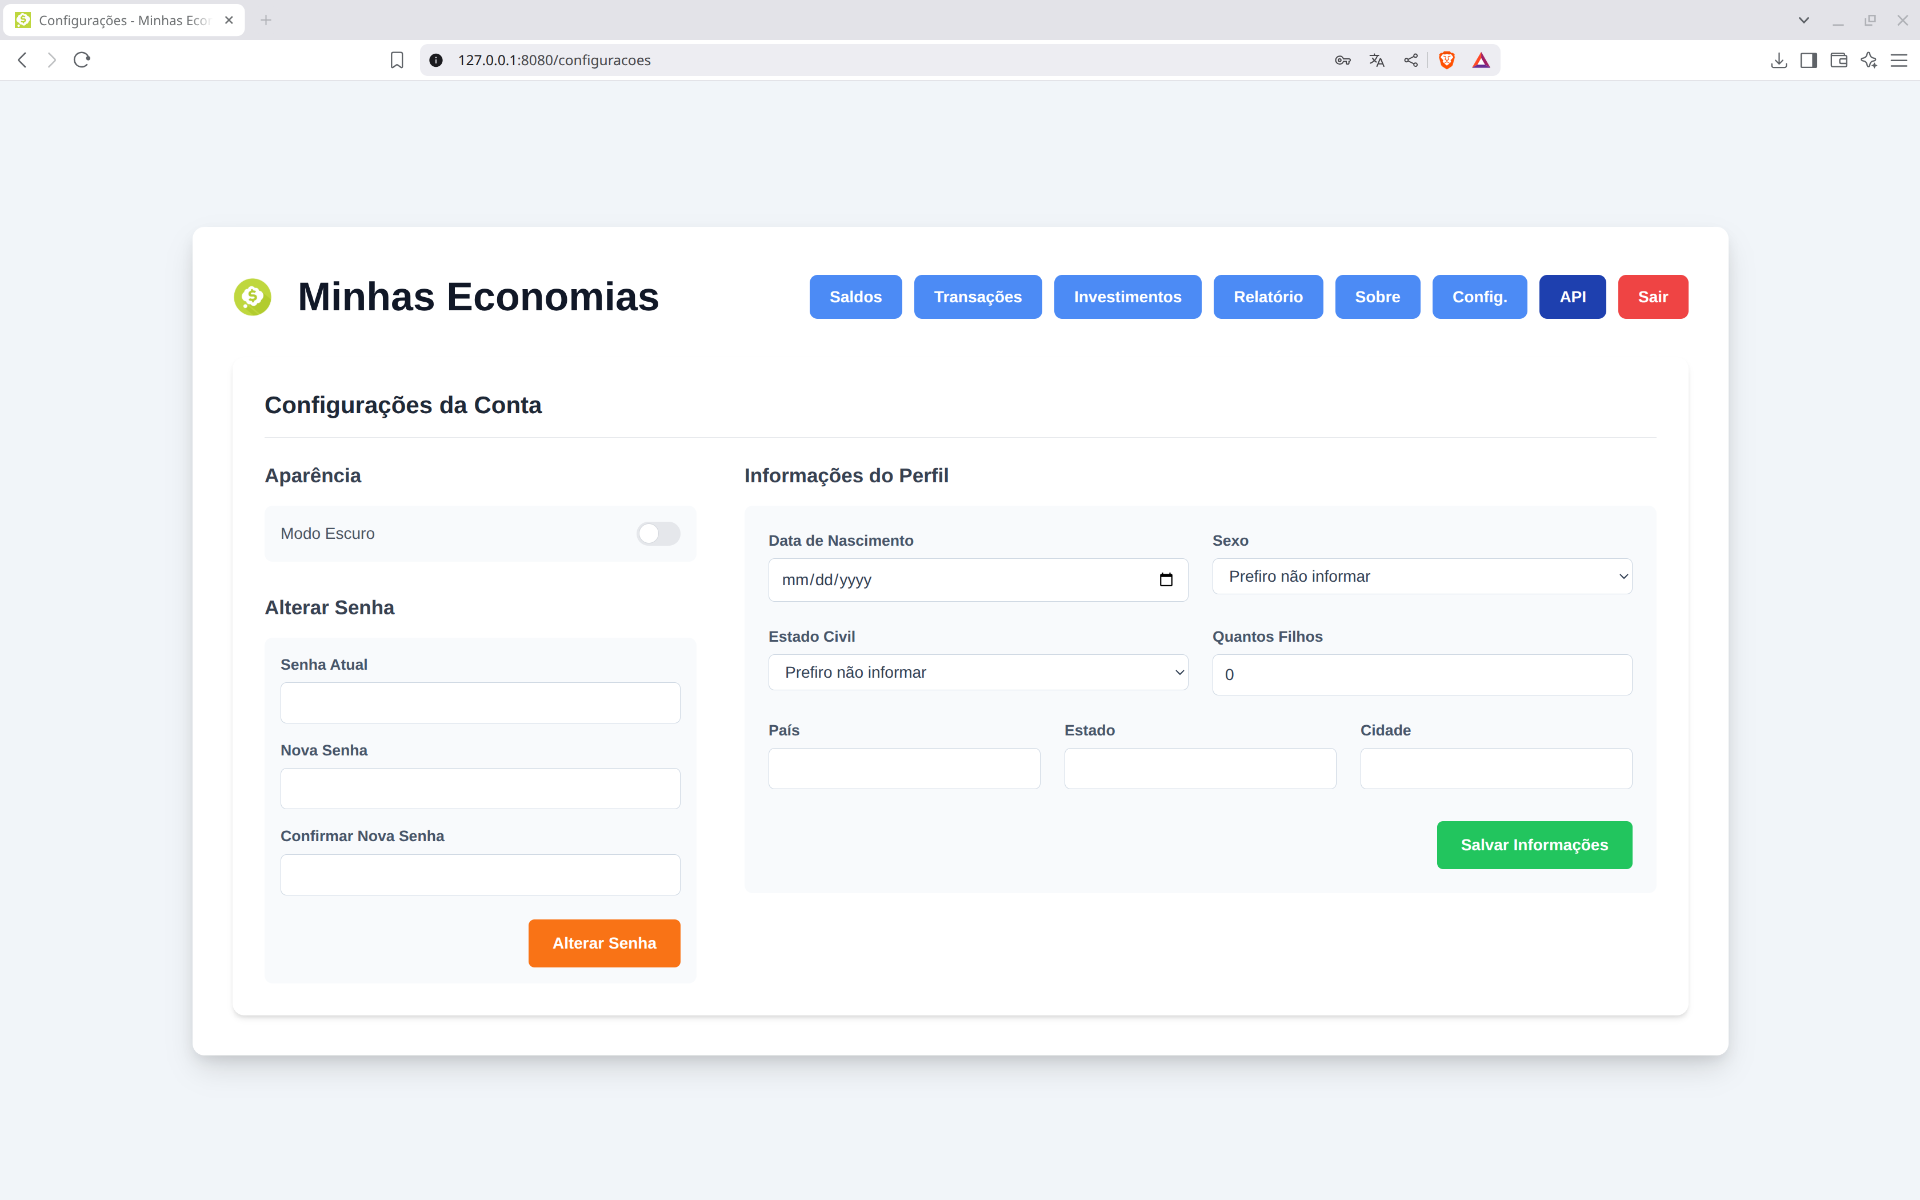 Configurações - Minhas Eco
127.0.0.1:8080/configuracoes
Minhas Economias
Saldos
Transações
Investimentos
Relatório
Sobre
Config.
API
Sair
Configurações da Conta
Aparência
Modo Escuro
Alterar Senha
Senha Atual
Nova Senha
Confirmar Nova Senha
Alterar Senha
Informações do Perfil
Data de Nascimento
mm/dd/yyyy
Sexo
Prefiro não informar
Estado Civil
Prefiro não informar
Quantos Filhos
0
País
Estado
Cidade
Salvar Informações